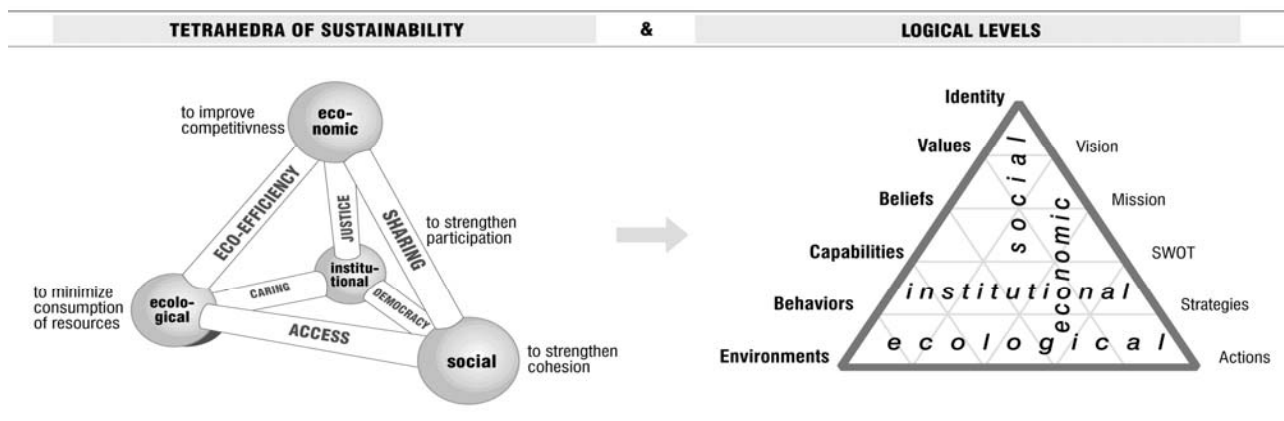 TETRAHEDRA OF SUSTAINABILITY & LOGICAL LEVELS
to improve
competitivness
eco-
nomic
ECO-EFFICIENCY
JUSTICE
SHARING
to strengthen
participation
institu-
tional
CARING
DEMOCRACY
to minimize
consumption
of resources
ecolo-
gical
ACCESS
social
to strengthen
cohesion
Identity
Values
Vision
Beliefs
Mission
Capabilities
SWOT
Behaviors
Strategies
Environments
Actions
social
economic
institutional
ecological